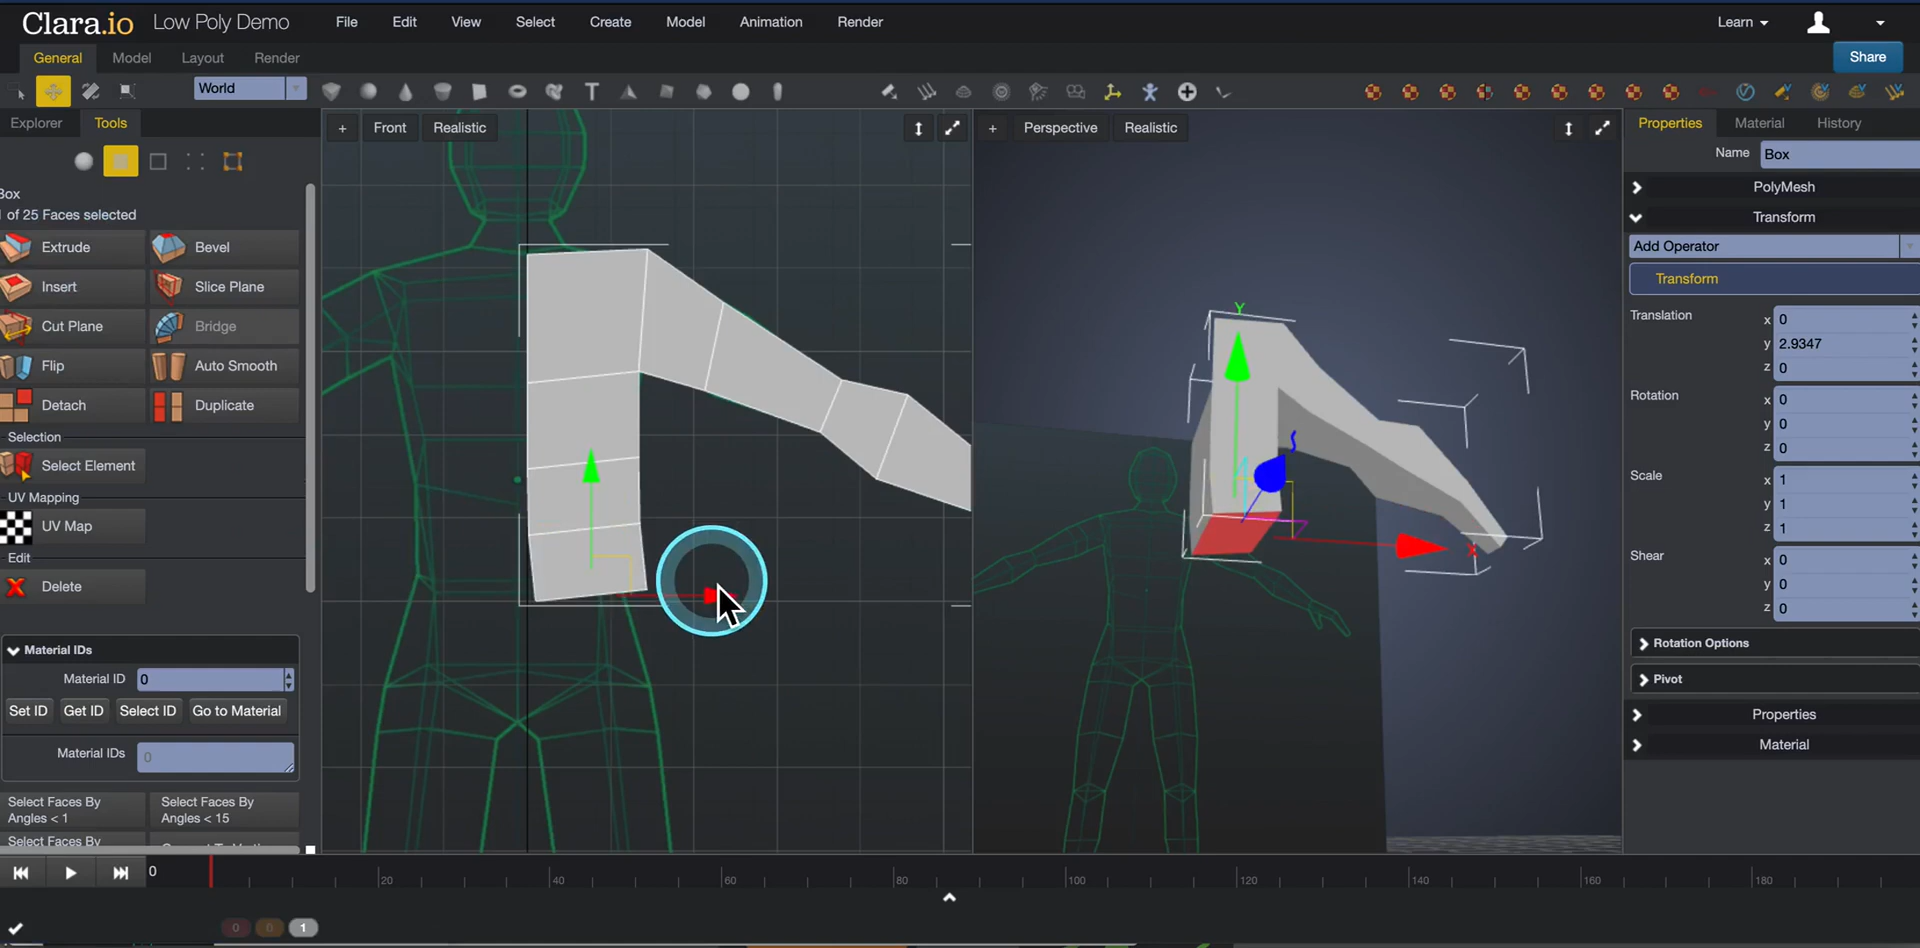 Clara.io Low Poly Demo File Edit View Select Create Model Animation Render Learn
General Model Layout Render Share
World
Explorer Tools
+ Front Realistic
+ Perspective Realistic
Properties Material History
Name Box
Box
of 25 Faces selected
Extrude Bevel
Insert Slice Plane
Cut Plane Bridge
Flip Auto Smooth
Detach Duplicate
Selection
Select Element
UV Mapping
UV Map
Edit
Delete
Material IDs
Material ID 0
Set ID Get ID Select ID Go to Material
Material IDs 0
Select Faces By Angles < 1
Select Faces By Angles < 15
Select Faces By
Y
x
PolyMesh
Transform
Add Operator
Transform
Translation x 0
y 2.9347
z 0
Rotation x 0
y 0
z 0
Scale x 1
y 1
z 1
Shear x 0
y 0
z 0
Rotation Options
Pivot
Properties
Material
0 20 40 60 80 100 120 140 160 180
0 0 1